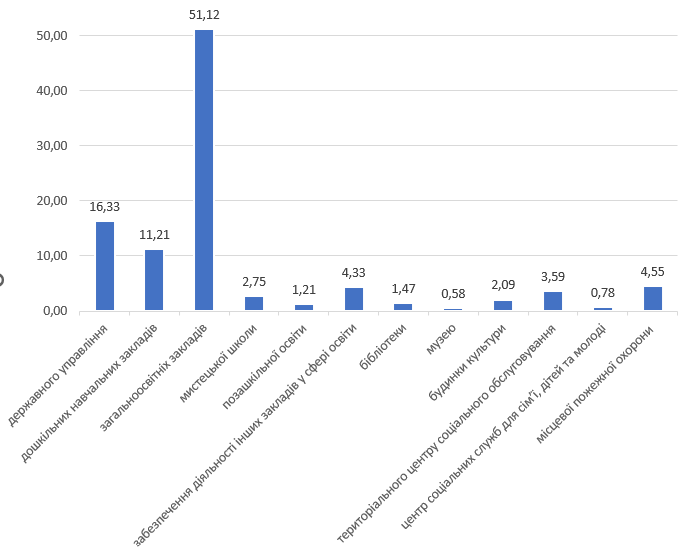 51,12
50,00
40,00
30,00
20,00
16,33
11,21
10,00
2,75
1,21
4,33
1,47
0,58
2,09
3,59
0,78
4,55
0,00
державного управління
дошкільних навчальних закладів
загальноосвітніх закладів
мистецької школи
позашкільної освіти
забезпечення діяльності інших закладів у сфері освіти
бібліотеки
музею
будинки культури
територіального центру соціального обслуговування
центр соціальних служб для сім'ї, дітей та молоді
місцевої пожежної охорони